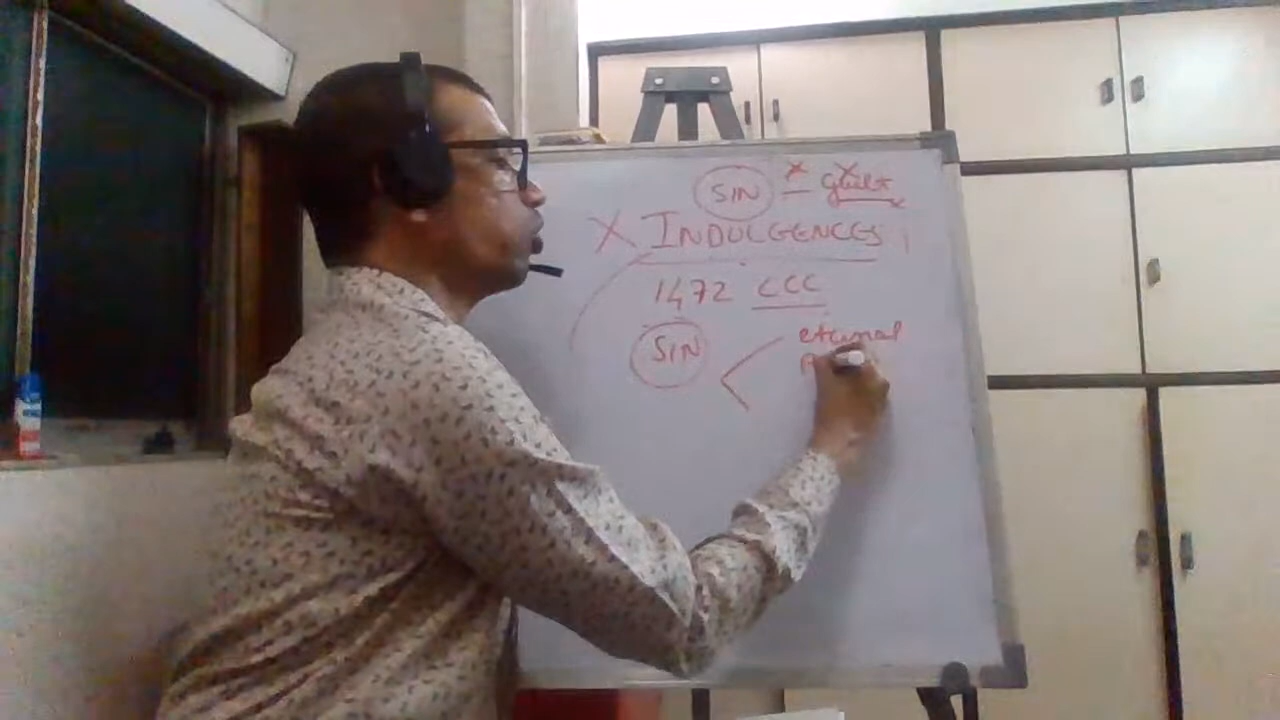 SIN guilt
X INDULGENCES
1472 CCC
SIN eternal